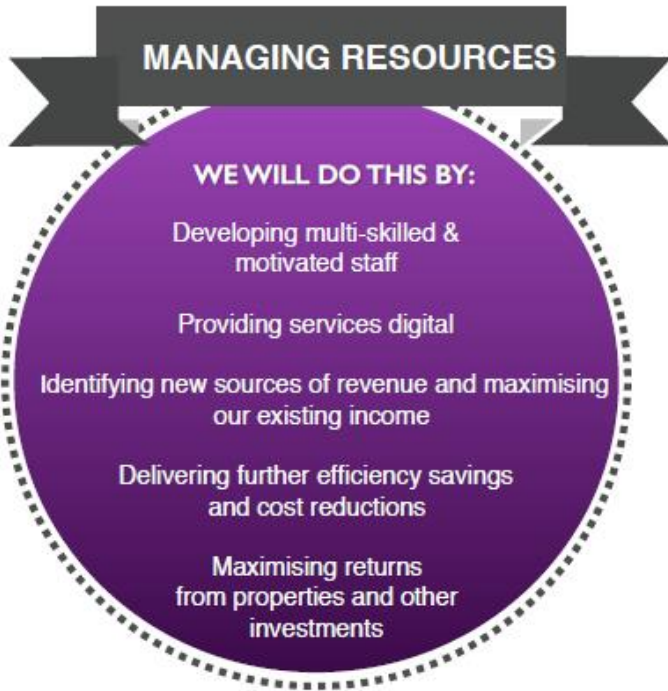 MANAGING RESOURCES
WE WILL DO THIS BY:
Developing multi-skilled &
motivated staff
Providing services digital
Identifying new sources of revenue and maximising
our existing income
Delivering further efficiency savings
and cost reductions
Maximising returns
from properties and other
investments